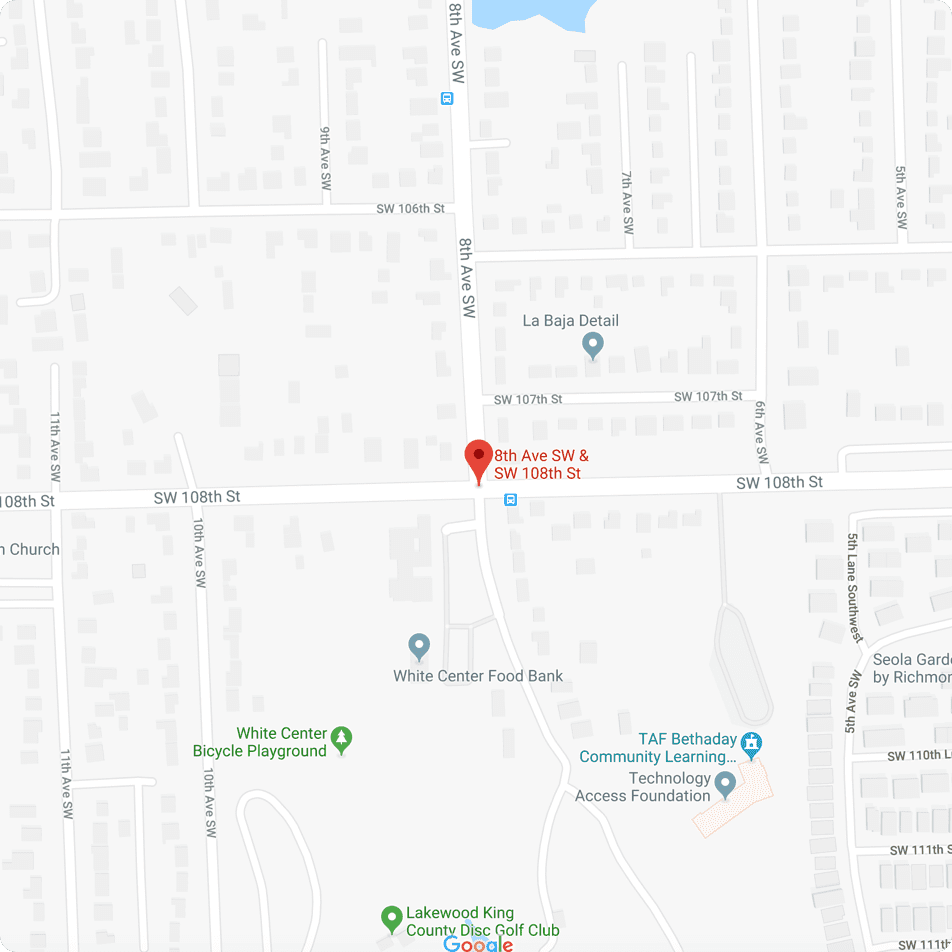 8th Ave SW
9th Ave SW
5th Ave SW
7th Ave SW
SW 106th St
8th Ave SW
La Baja Detail
SW 107th St
SW 107th St
6th Ave SW
11th Ave SW
8th Ave SW &
SW 108th St
SW 108th St
108th St
SW 108th St
10th Ave SW
n Church
5th Lane Southwest
White Center Food Bank
Seola Garde
by Richmon
5th Ave SW
White Center
Bicycle Playground
TAF Bethaday
Community Learning...
SW 110th L
11th Ave SW
10th Ave SW
Technology
Access Foundation
SW 111th S
Lakewood King
County Disc Golf Club
SW 111th
Google